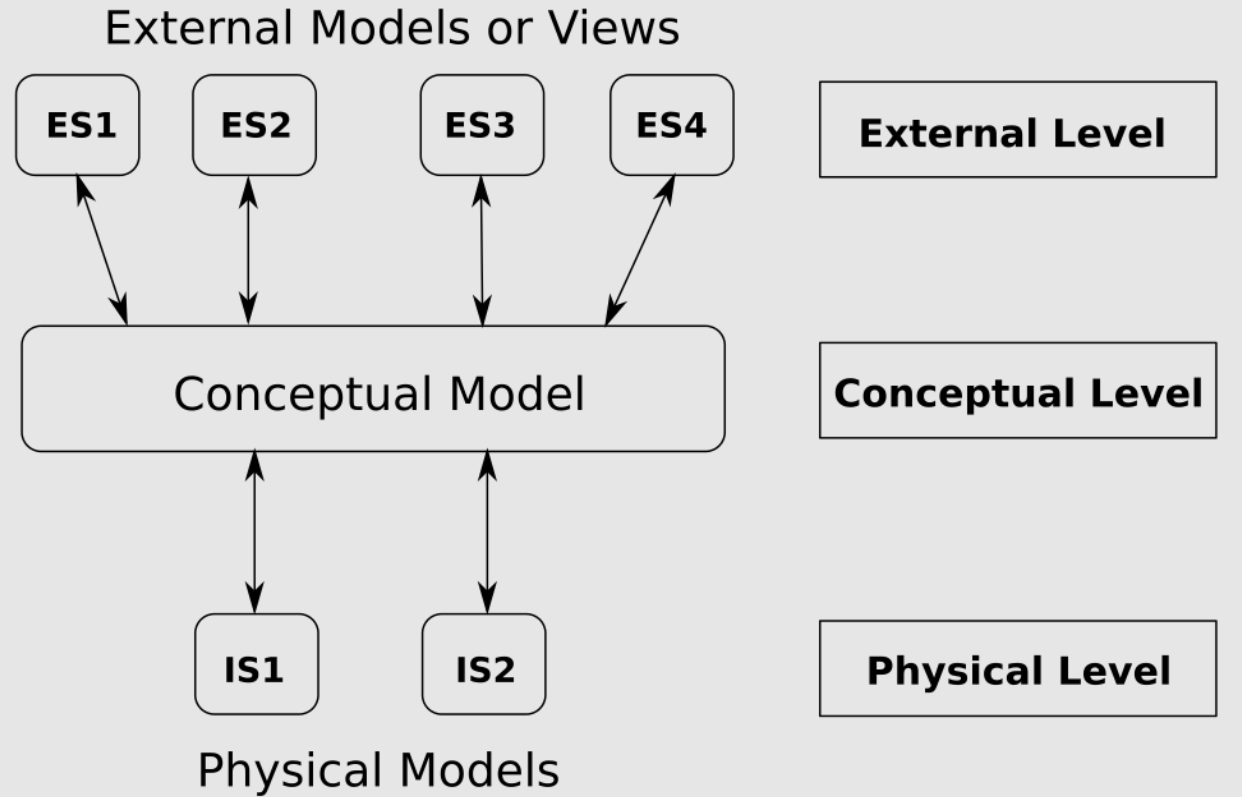 External Models or Views
ES1 ES2 ES3 ES4
External Level
Conceptual Model
Conceptual Level
IS1 IS2
Physical Level
Physical Models